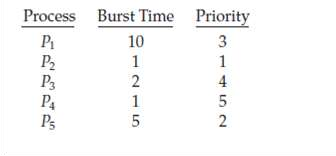 Process Burst Time Priority
P1 10 3
P2 1 1
P3 2 4
P4 1 5
P5 5 2